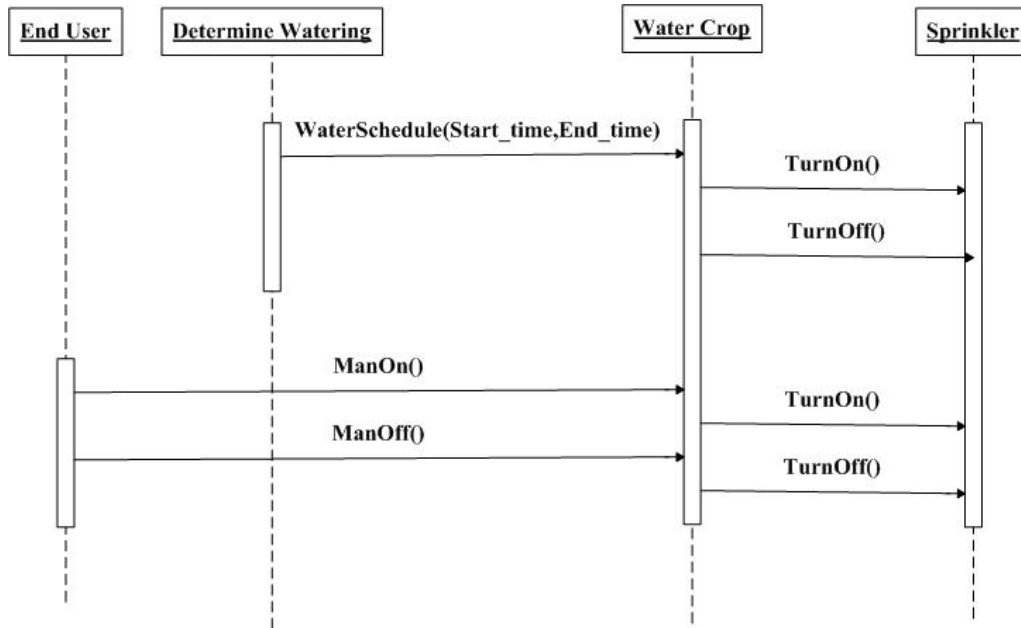 End User
Determine Watering
Water Crop
Sprinkler
WaterSchedule(Start_time,End_time)
TurnOn()
TurnOff()
ManOn()
TurnOn()
ManOff()
TurnOff()